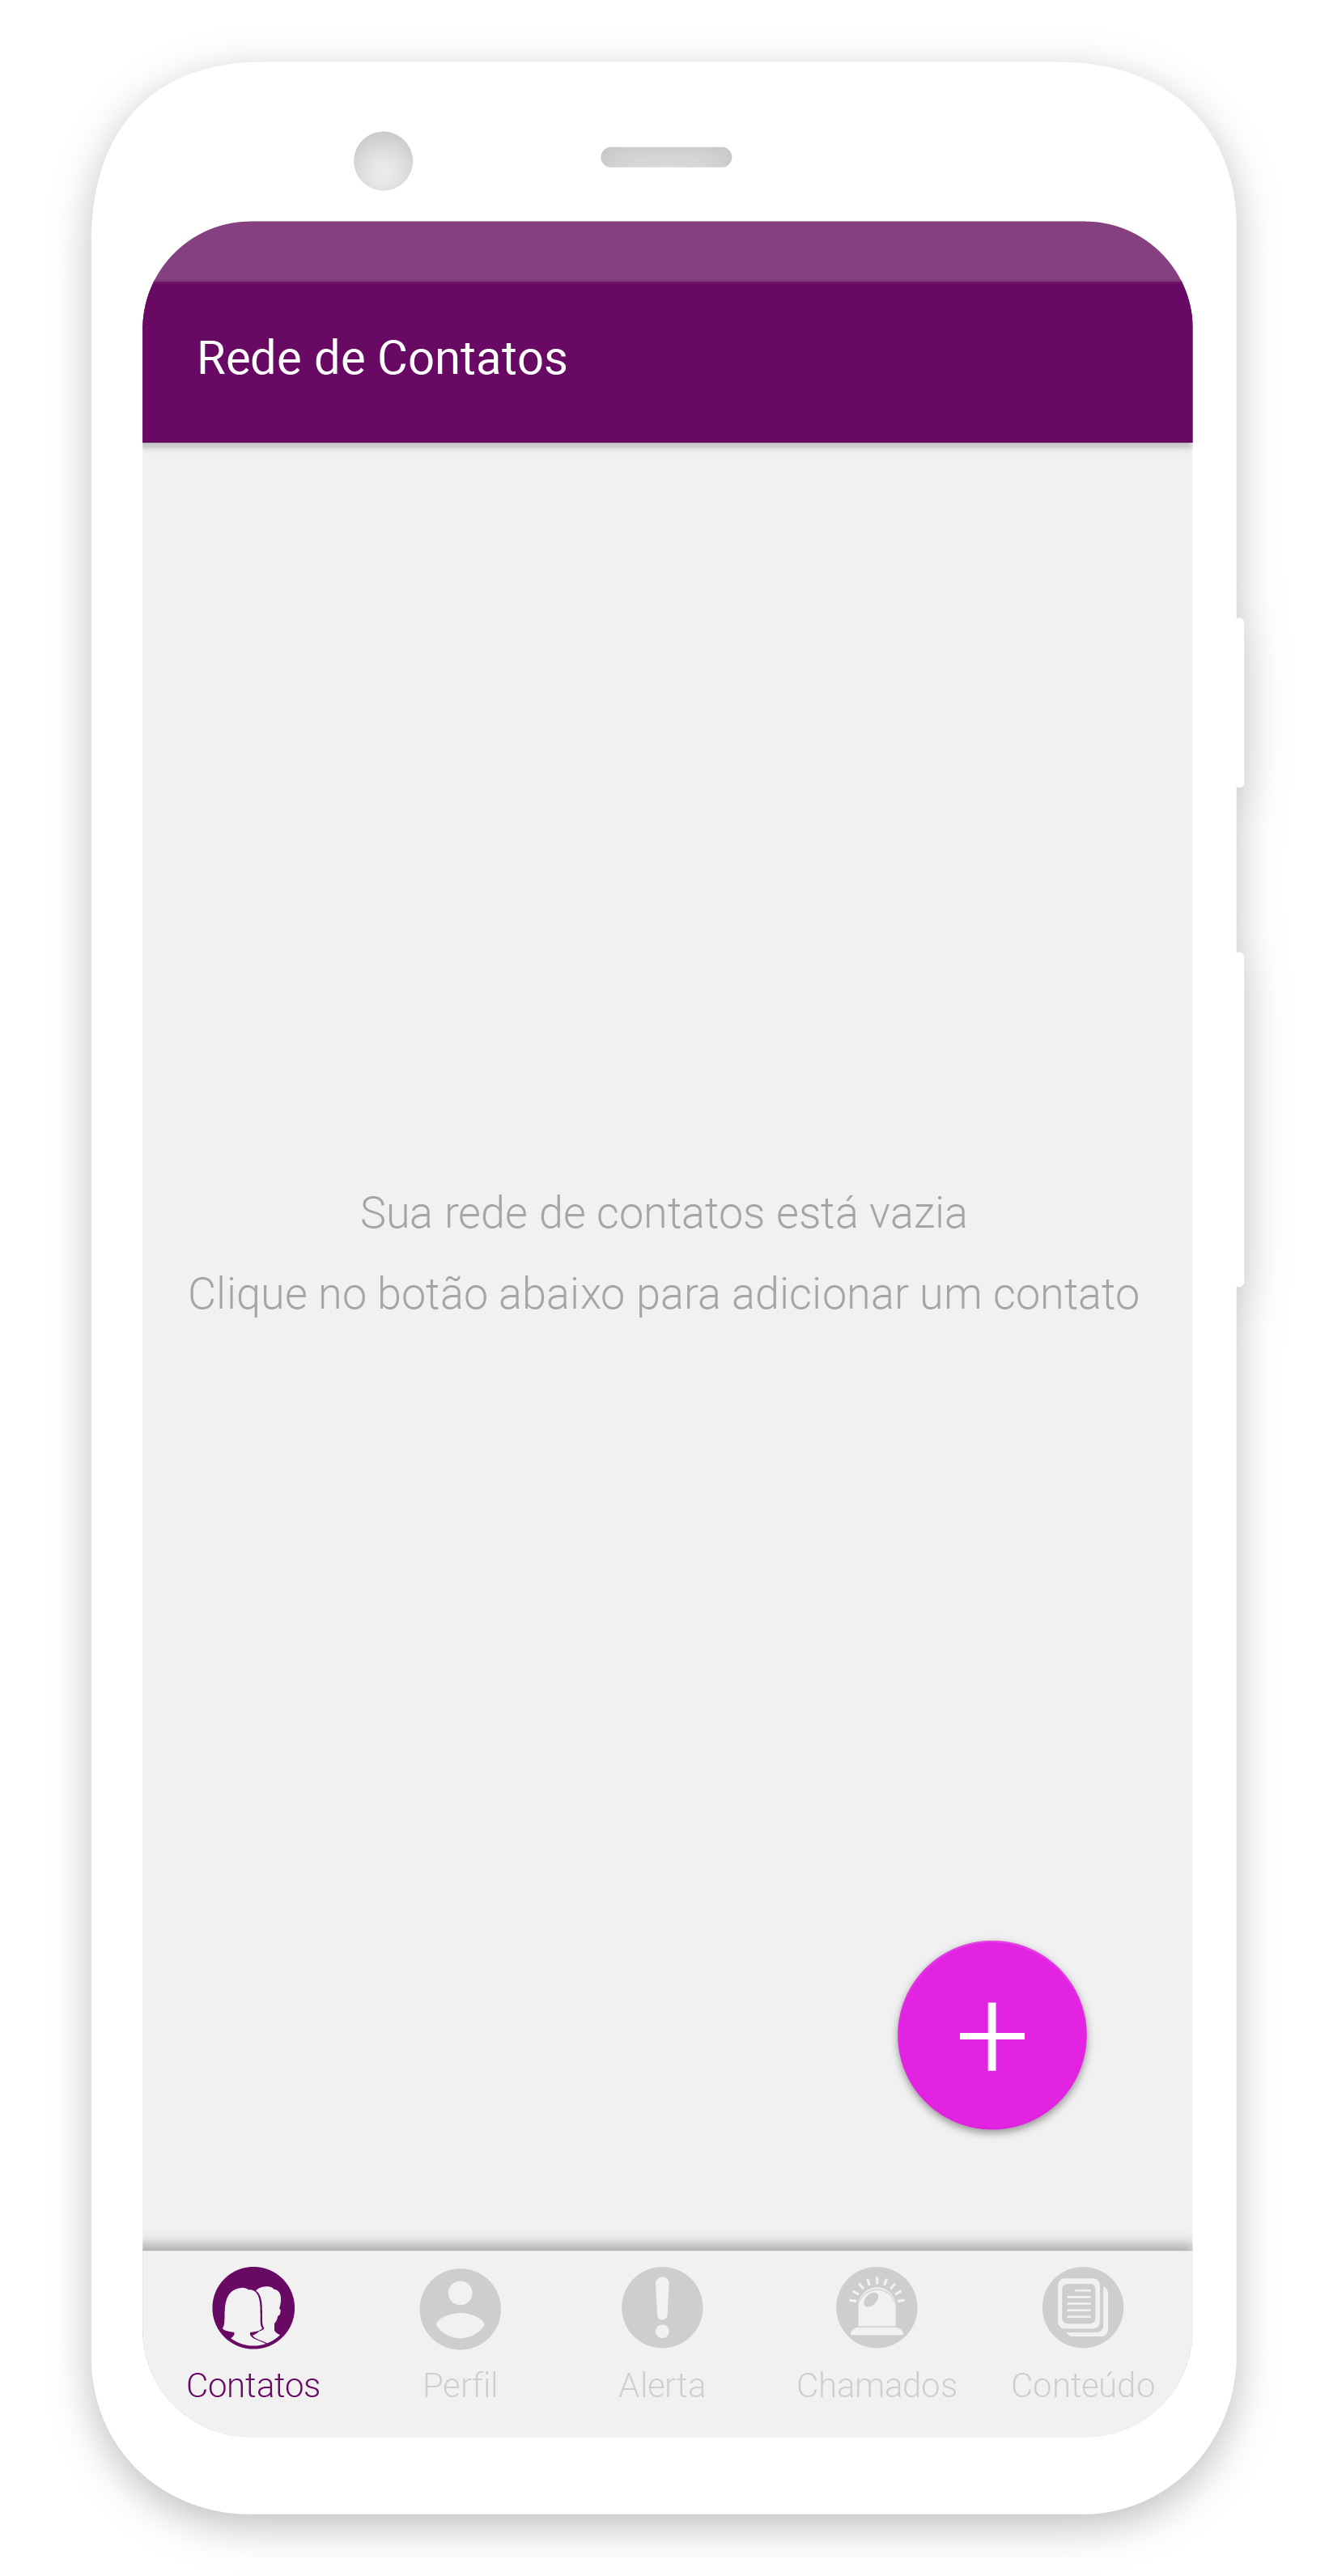 Rede de Contatos
Sua rede de contatos está vazia
Clique no botão abaixo para adicionar um contato
Contatos
Perfil
Alerta
Chamados
Conteúdo